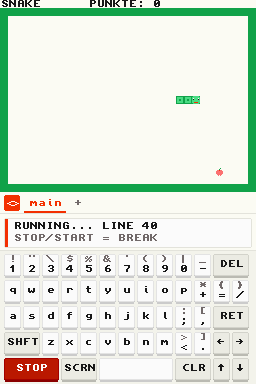 SNAKE PUNKTE: 0
<> main +
RUNNING... LINE 40
STOP/START = BREAK
! " # $ % & ' ( ) _
1 2 3 4 5 6 7 8 9 0 - DEL
q w e r t y u i o p * + { ( } /
a s d f g h j k l : ; [ , RET
SHFT z x c v b n m > < ] . ← →
STOP SCRN CLR ↑ ↓